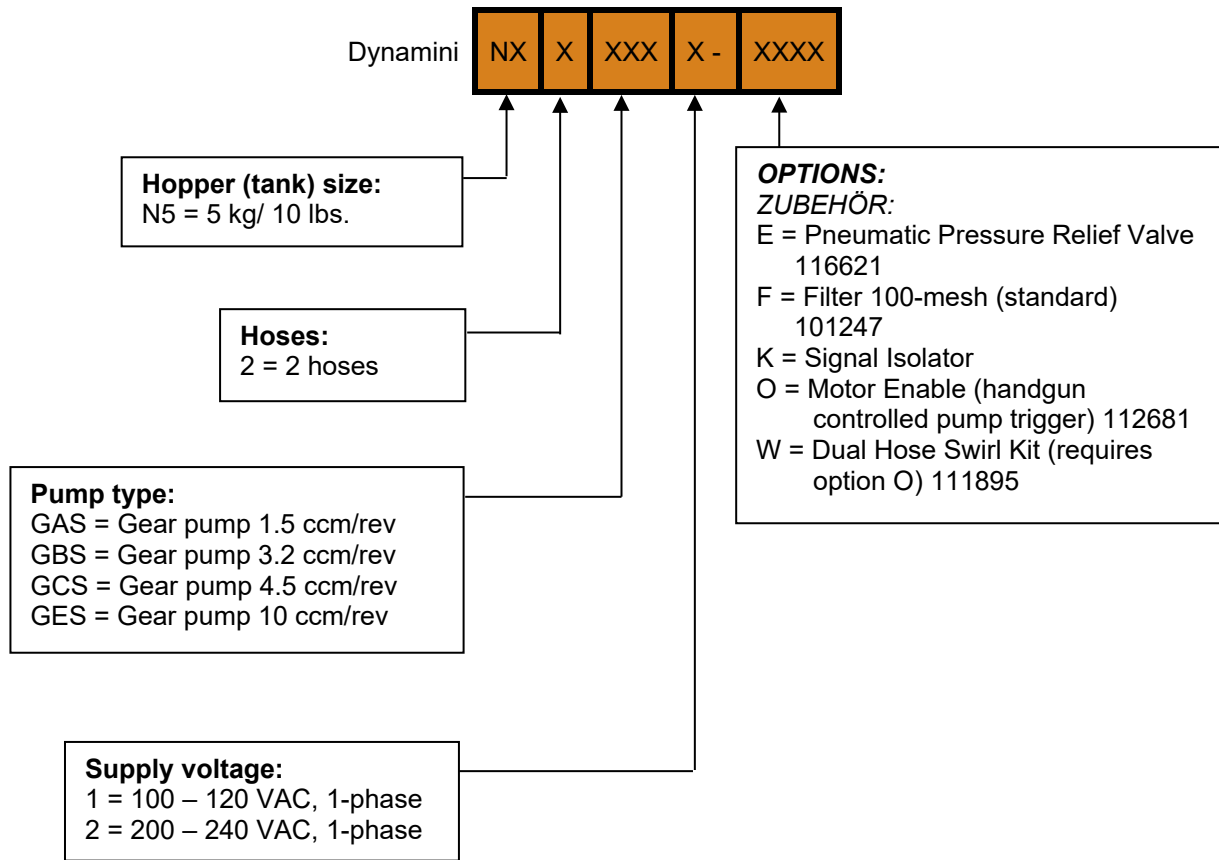 Dynamini NX X XXX X - XXXX
Hopper (tank) size:
N5 = 5 kg/ 10 lbs.
Hoses:
2 = 2 hoses
Pump type:
GAS = Gear pump 1.5 ccm/rev
GBS = Gear pump 3.2 ccm/rev
GCS = Gear pump 4.5 ccm/rev
GES = Gear pump 10 ccm/rev
Supply voltage:
1 = 100 – 120 VAC, 1-phase
2 = 200 – 240 VAC, 1-phase
OPTIONS:
ZUBEHÖR:
E = Pneumatic Pressure Relief Valve
116621
F = Filter 100-mesh (standard)
101247
K = Signal Isolator
O = Motor Enable (handgun
controlled pump trigger) 112681
W = Dual Hose Swirl Kit (requires
option O) 111895